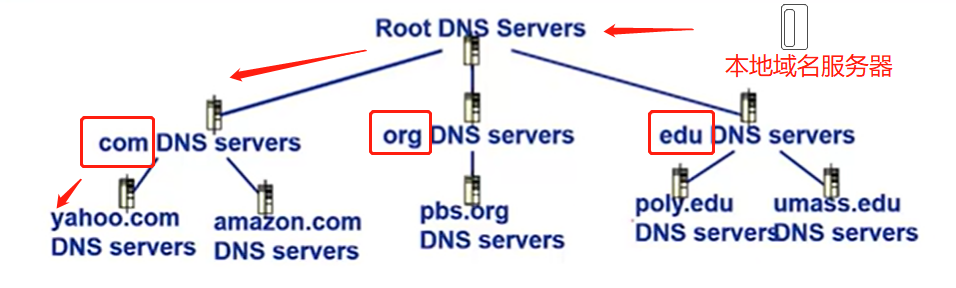 Root DNS Servers
本地域名服务器
com DNS servers
org DNS servers
edu DNS servers
yahoo.com
DNS servers
amazon.com
DNS servers
pbs.org
DNS servers
poly.edu
DNS servers
umass.edu
DNS servers